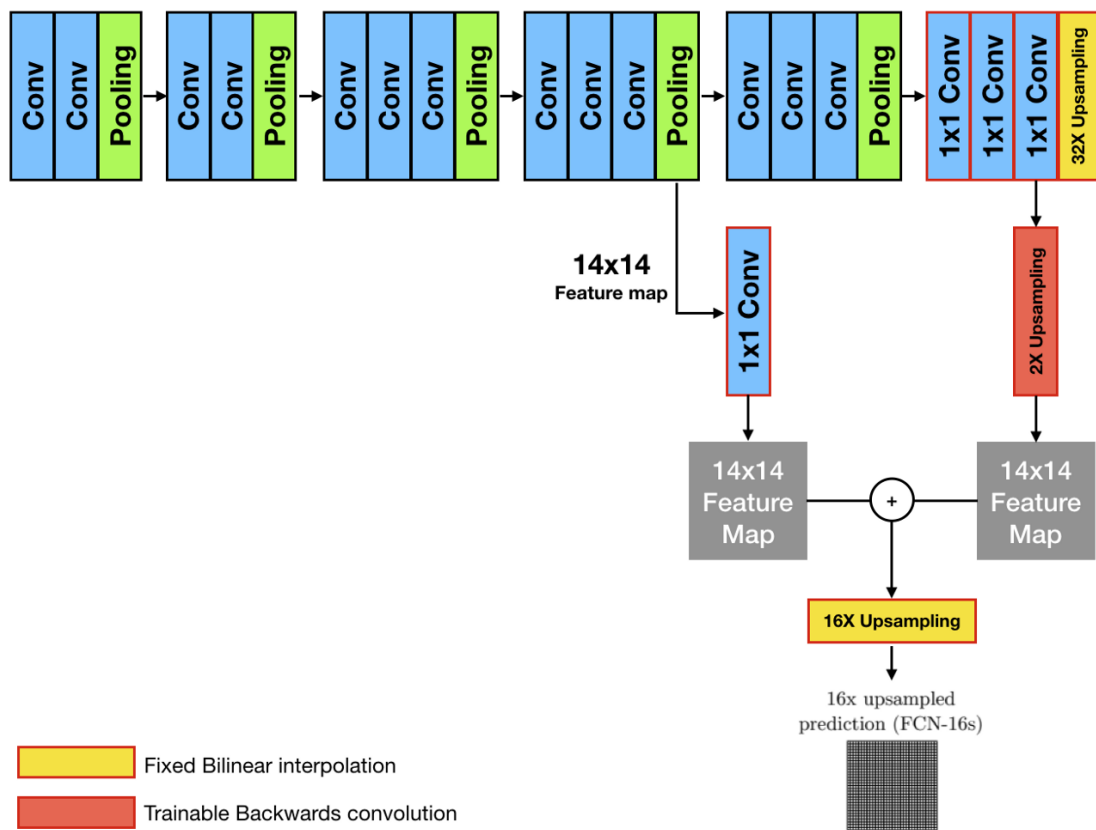 Conv
Conv
Pooling
Conv
Conv
Pooling
Conv
Conv
Conv
Pooling
Conv
Conv
Conv
Pooling
Conv
Conv
Conv
Pooling
1x1 Conv
1x1 Conv
1x1 Conv
32X Upsampling
14x14
Feature map
1x1 Conv
2X Upsampling
14x14
Feature
Map
+
14x14
Feature
Map
16X Upsampling
16x upsampled
prediction (FCN-16s)
Fixed Bilinear interpolation
Trainable Backwards convolution